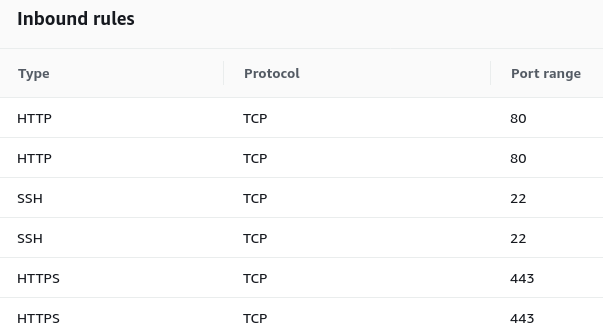 Inbound rules
Type Protocol Port range
HTTP TCP 80
HTTP TCP 80
SSH TCP 22
SSH TCP 22
HTTPS TCP 443
HTTPS TCP 443